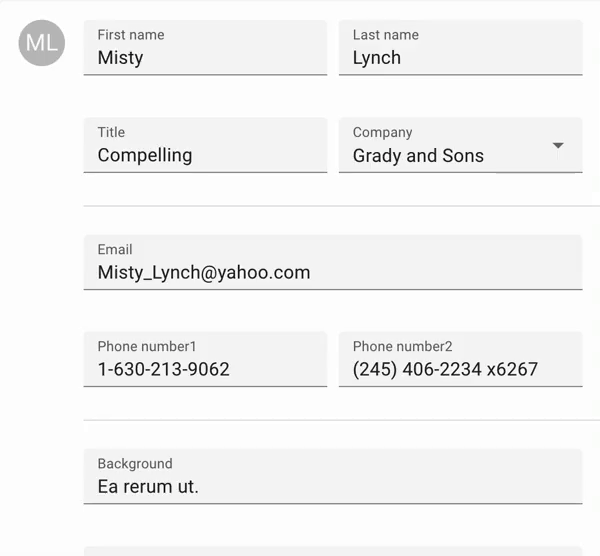 ML
First name
Misty
Last name
Lynch
Title
Compelling
Company
Grady and Sons
Email
Misty_Lynch@yahoo.com
Phone number1
1-630-213-9062
Phone number2
(245) 406-2234 x6267
Background
Ea rerum ut.